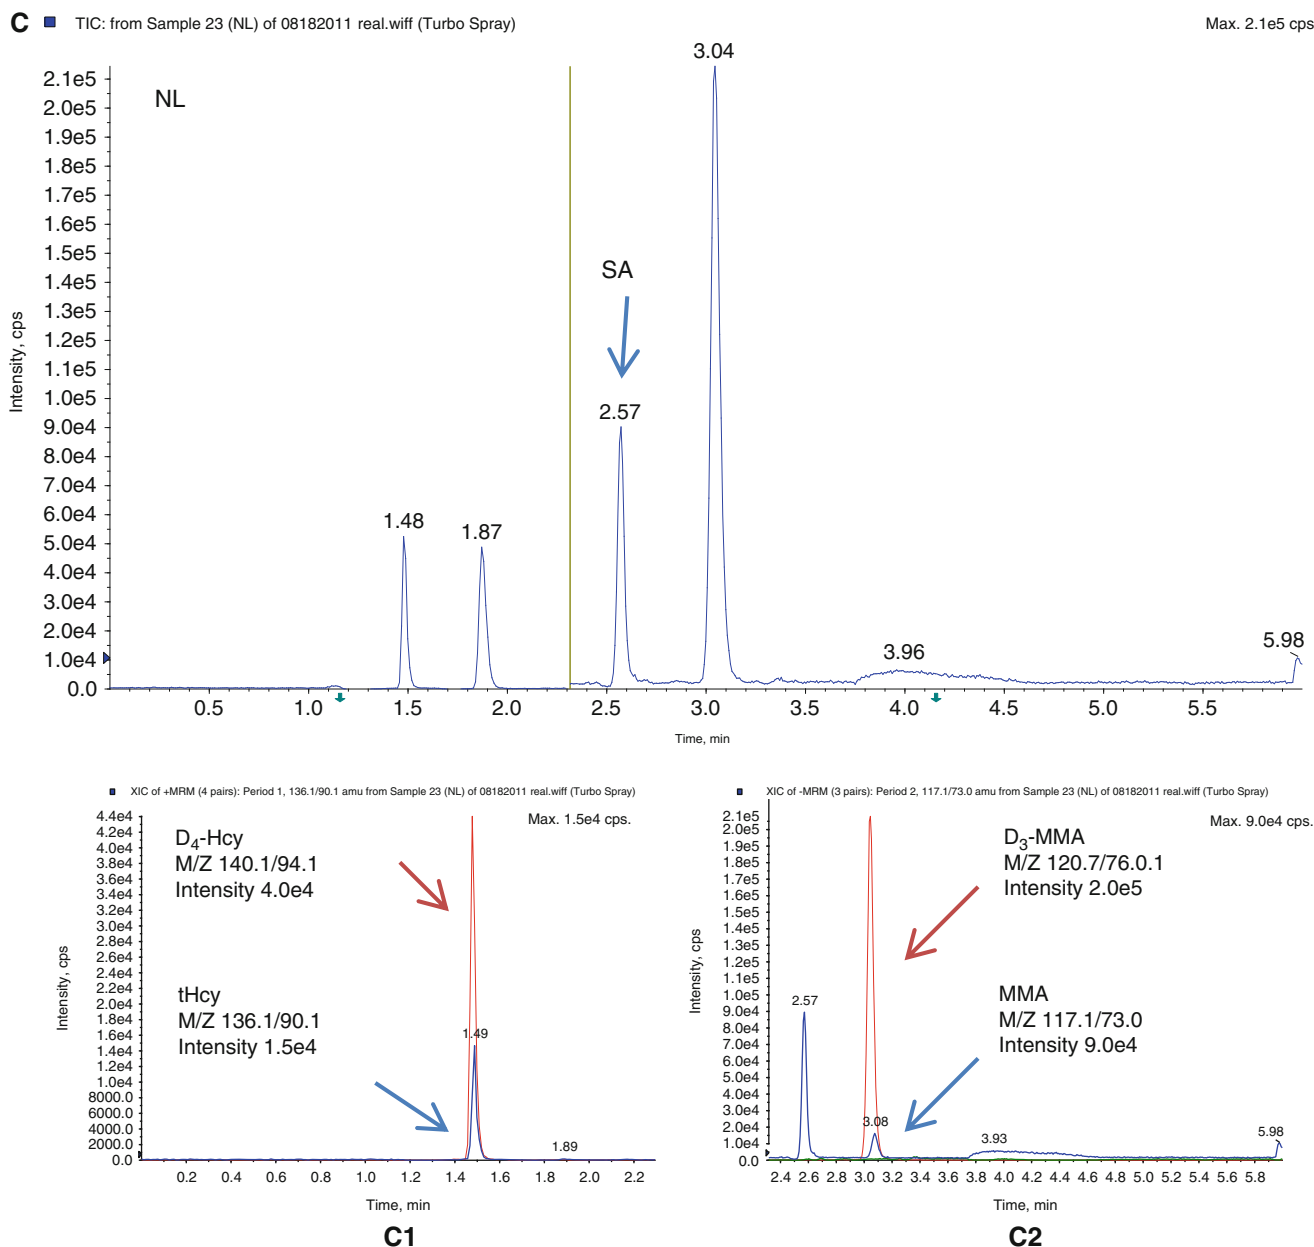 C
TIC: from Sample 23 (NL) of 08182011 real.wiff (Turbo Spray)
Max. 2.1e5 cps
3.04
NL
SA
2.57
1.48
1.87
3.96
5.98
2.1e5
2.0e5
1.9e5
1.8e5
1.7e5
1.6e5
1.5e5
1.4e5
1.3e5
1.2e5
1.1e5
1.0e5
9.0e4
8.0e4
7.0e4
6.0e4
5.0e4
4.0e4
3.0e4
2.0e4
1.0e4
0.0
Intensity, cps
0.5 1.0 1.5 2.0 2.5 3.0 3.5 4.0 4.5 5.0 5.5
Time, min
XIC of +MRM (4 pairs): Period 1, 136.1/90.1 amu from Sample 23 (NL) of 08182011 real.wiff (Turbo Spray)
Max. 1.5e4 cps.
D4-Hcy
M/Z 140.1/94.1
Intensity 4.0e4
tHcy
M/Z 136.1/90.1
Intensity 1.5e4
1.49
1.89
4.4e4
4.2e4
4.0e4
3.8e4
3.6e4
3.4e4
3.2e4
3.0e4
2.8e4
2.6e4
2.4e4
2.2e4
2.0e4
1.8e4
1.6e4
1.4e4
1.2e4
1.0e4
8000.0
6000.0
4000.0
2000.0
0.0
Intensity, cps
0.2 0.4 0.6 0.8 1.0 1.2 1.4 1.6 1.8 2.0 2.2
Time, min
C1
XIC of -MRM (3 pairs): Period 2, 117.1/73.0 amu from Sample 23 (NL) of 08182011 real.wiff (Turbo Spray)
Max. 9.0e4 cps.
D3-MMA
M/Z 120.7/76.0.1
Intensity 2.0e5
MMA
M/Z 117.1/73.0
Intensity 9.0e4
2.57
3.08
3.93
5.98
2.1e5
2.0e5
1.9e5
1.8e5
1.7e5
1.6e5
1.5e5
1.4e5
1.3e5
1.2e5
1.1e5
1.0e5
9.0e4
8.0e4
7.0e4
6.0e4
5.0e4
4.0e4
3.0e4
2.0e4
1.0e4
0.0
Intensity, cps
2.4 2.6 2.8 3.0 3.2 3.4 3.6 3.8 4.0 4.2 4.4 4.6 4.8 5.0 5.2 5.4 5.6 5.8
Time, min
C2